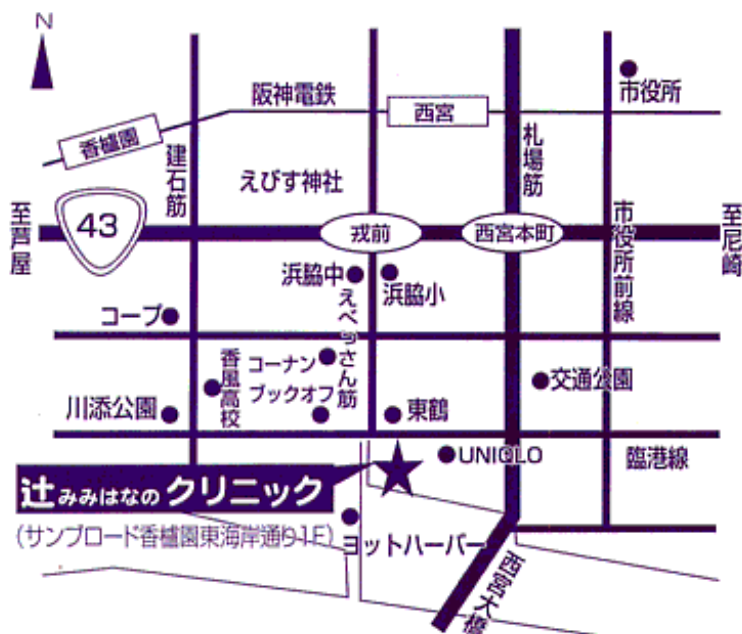 N
阪神電鉄
西宮
市役所
香櫨園
建石筋
札場筋
えびす神社
至芦屋
43
戎前
西宮本町
市役所前線
至尼崎
浜脇中
浜脇小
えべっさん筋
コープ
コーナン
香風高校
ブックオフ
川添公園
東鶴
交通公園
UNIQLO
臨港線
辻みみはなのクリニック
(サンブロード香櫨園東海岸通り1F)
ヨットハーバー
西宮大橋